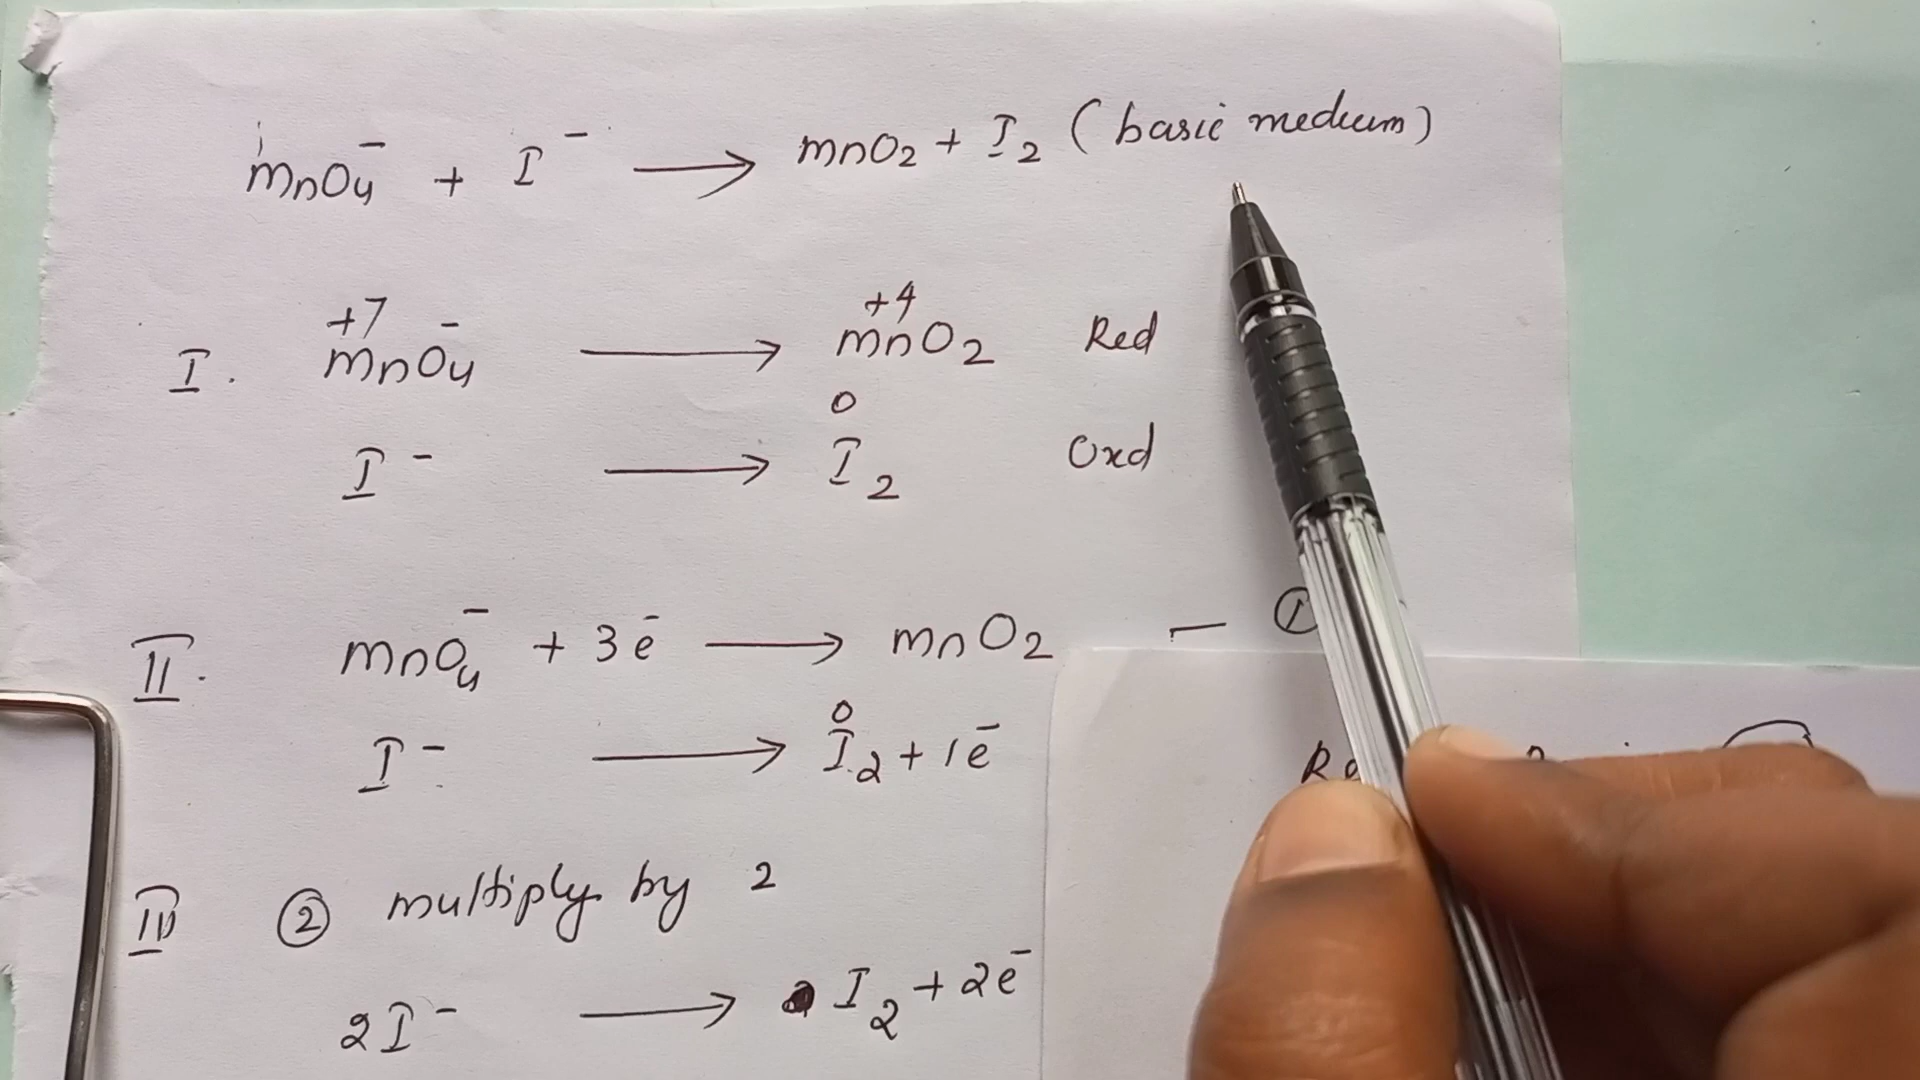 MnO4⁻ + I⁻ ⟶ mnO2 + I2 (basic medium)
I. +7 mnO4⁻ ⟶ +4 mnO2 Red
I⁻ ⟶ 0 I2 Oxd
II. mnO4⁻ + 3e⁻ ⟶ mnO2 — ①
I⁻ ⟶ 0 I2 + 1e⁻
III ② multiply by 2
2I⁻ ⟶ I2 + 2e⁻